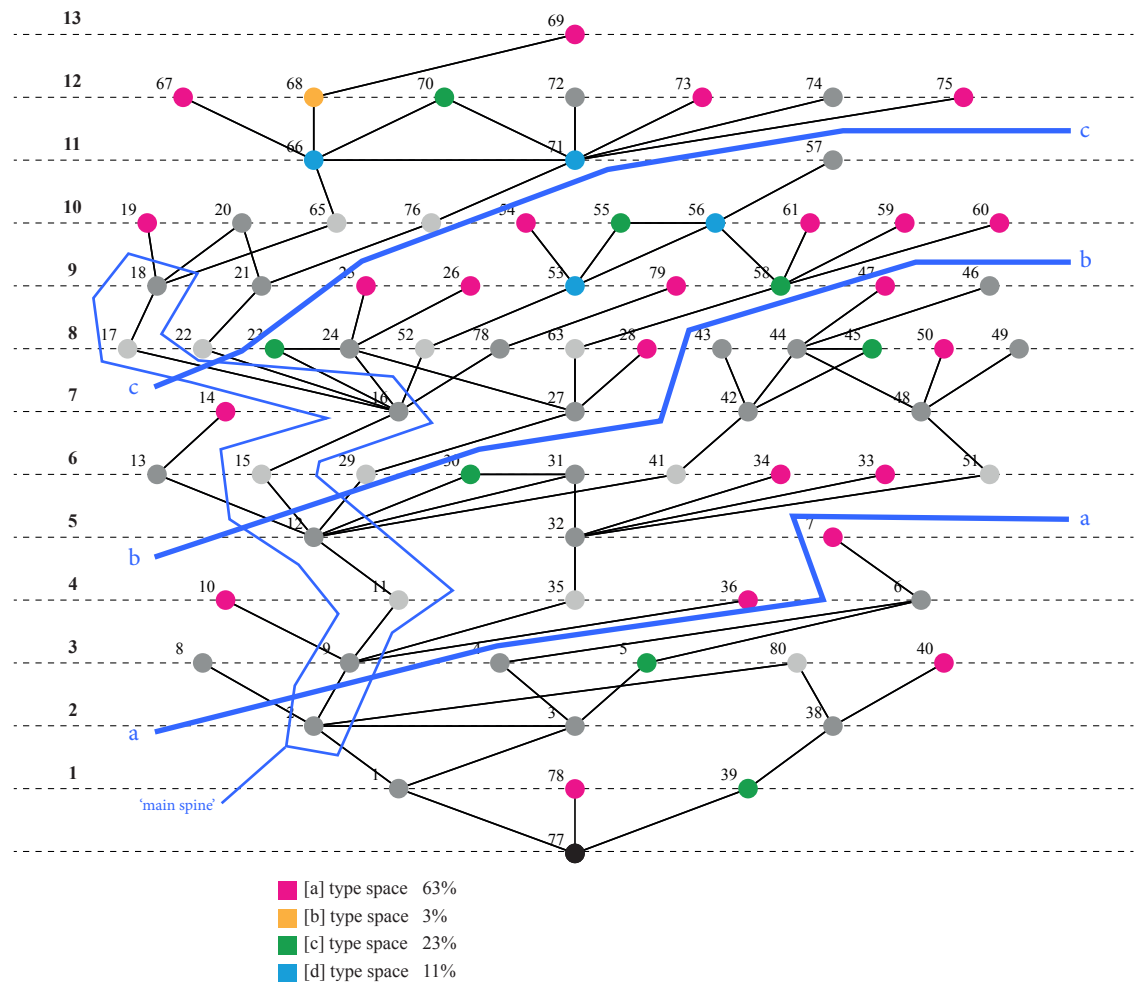 13 69
12 67 68 70 72 73 74 75
c
11 66 71 57
10 19 20 65 76 54 55 56 61 59 60
b
9 18 21 25 26 53 79 58 47 46
8 17 22 23 24 52 78 63 28 43 44 45 50 49
c
7 14 16 27 42 48
6 13 15 29 30 31 41 34 33 51
a
5 12 32 7
b
4 10 11 35 36 6
3 8 9 4 5 80 40
2 2 3 38
a
1 1 78 39
'main spine'
77
[a] type space 63%
[b] type space 3%
[c] type space 23%
[d] type space 11%